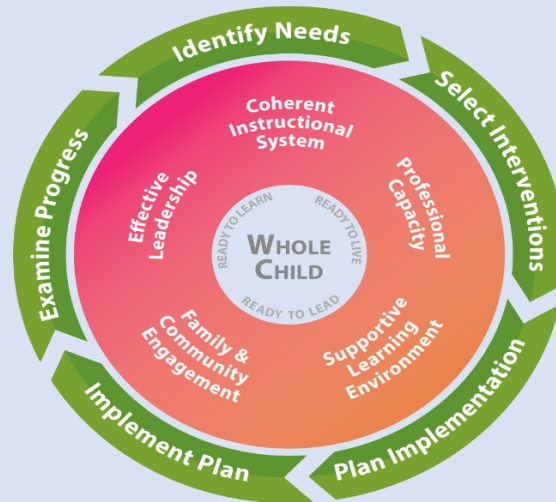 Identify Needs
Select Interventions
Plan Implementation
Implement Plan
Examine Progress
Coherent
Instructional
System
Professional
Capacity
Supportive
Learning
Environment
Family &
Community
Engagement
Effective
Leadership
READY TO LEARN
READY TO LIVE
READY TO LEAD
WHOLE
CHILD